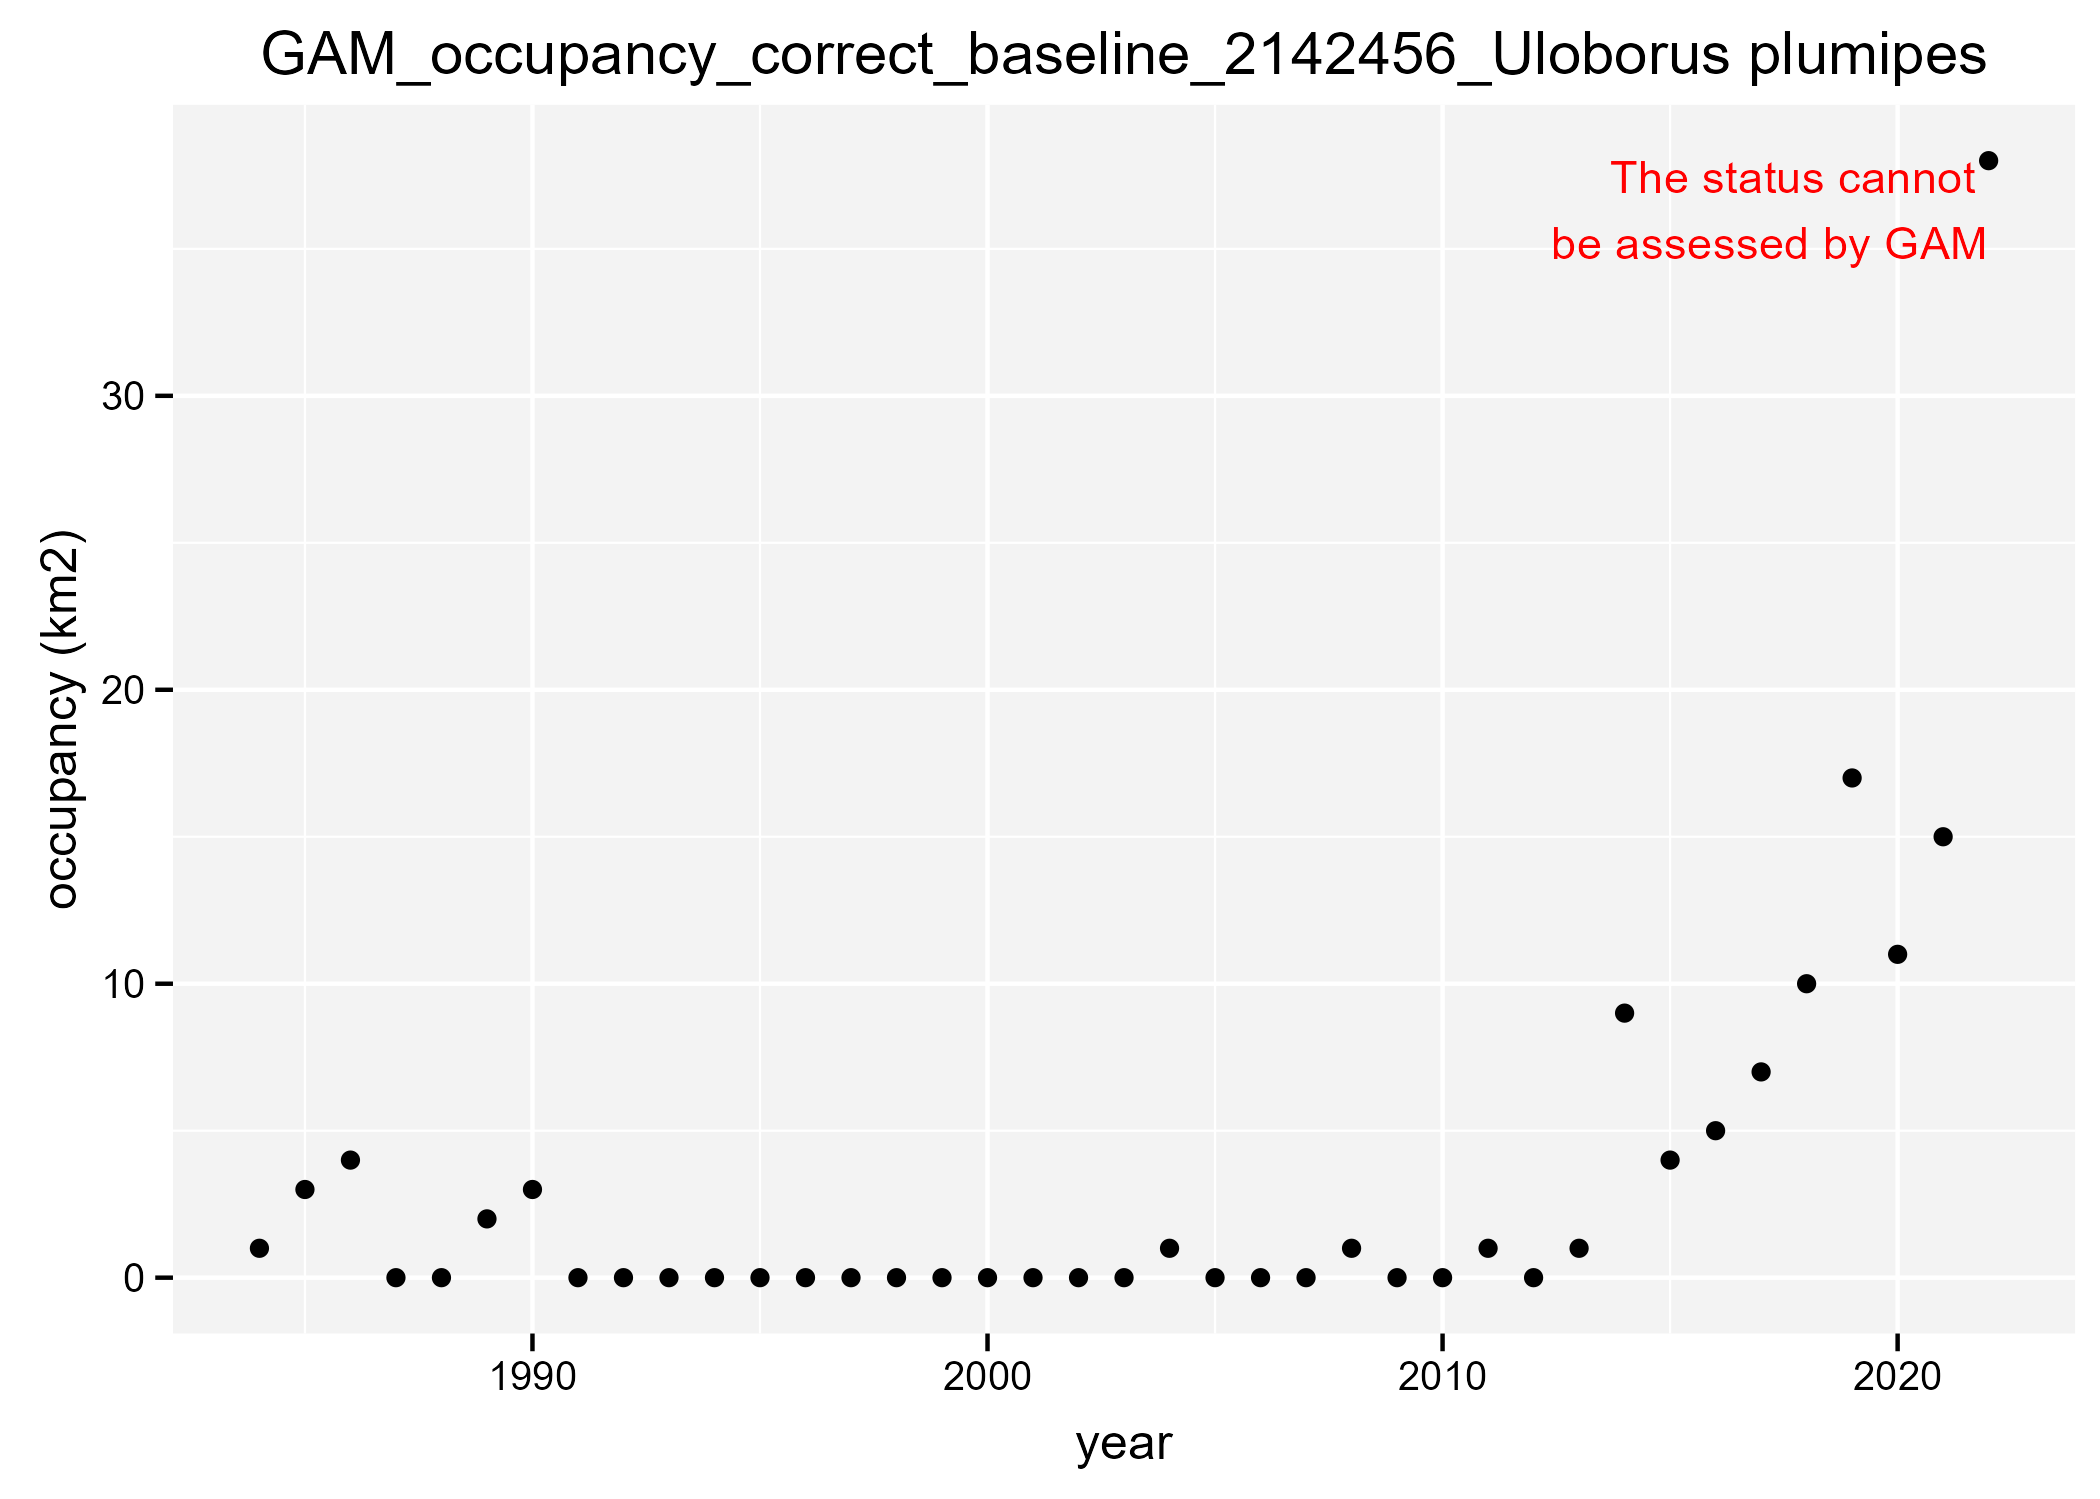 GAM_occupancy_correct_baseline_2142456_Uloborus plumipes
The status cannot
be assessed by GAM
30
20
10
0
occupancy (km2)
1990 2000 2010 2020
year